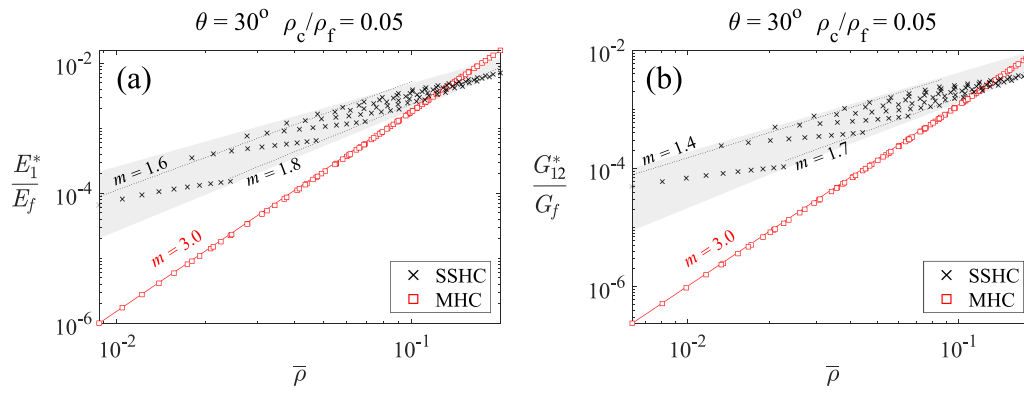 θ = 30° ρc/ρf = 0.05
(a)
10⁻²
10⁻⁴
10⁻⁶
E₁*/E_f
m = 1.6
m = 1.8
m = 3.0
SSHC
MHC
10⁻² 10⁻¹
ρ̄
θ = 30° ρc/ρf = 0.05
(b)
10⁻²
10⁻⁴
10⁻⁶
G₁₂*/G_f
m = 1.4
m = 1.7
m = 3.0
SSHC
MHC
10⁻² 10⁻¹
ρ̄